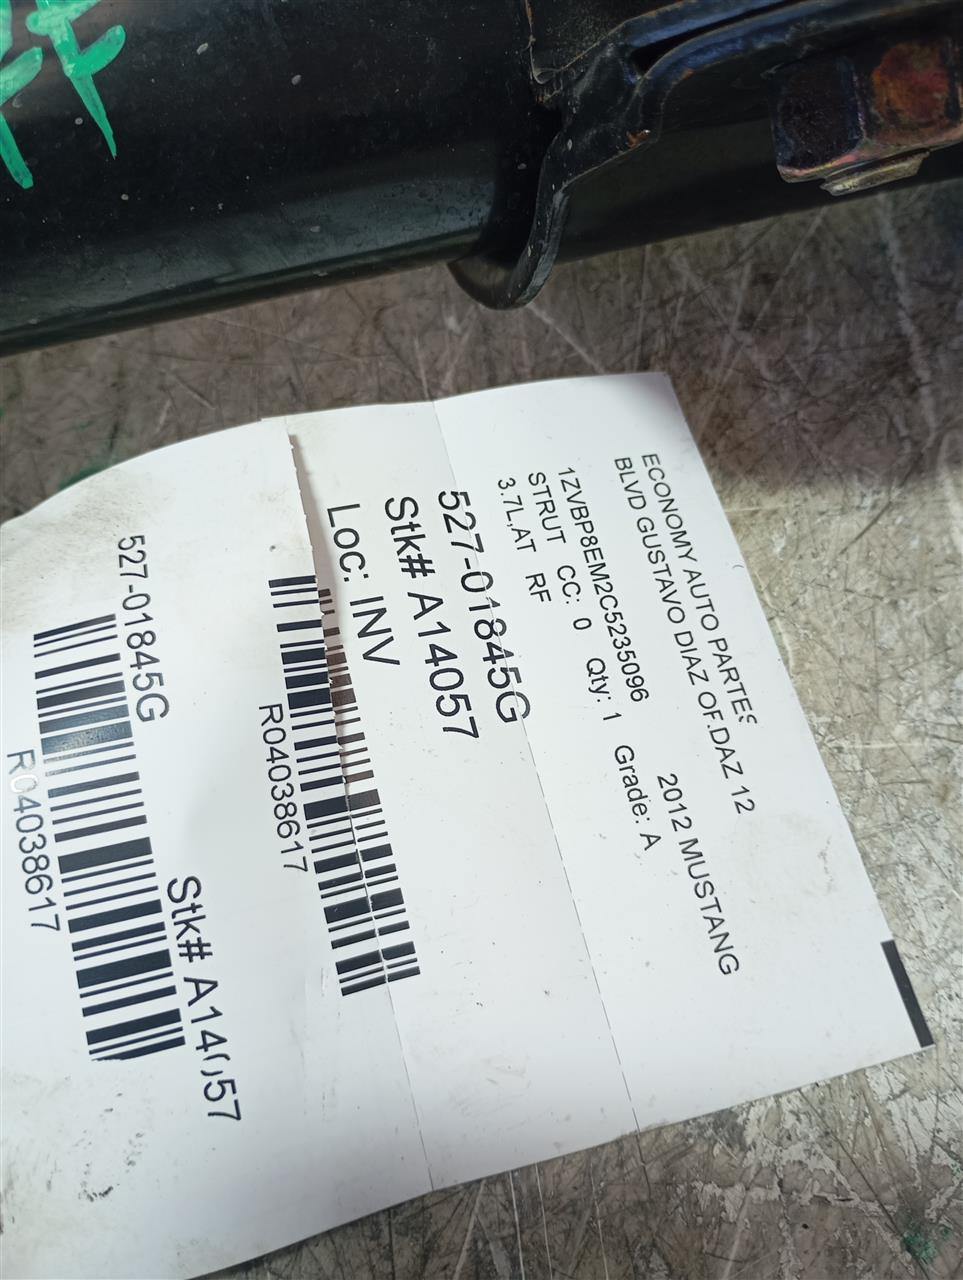 RF
ECONOMY AUTO PARTES
BLVD GUSTAVO DIAZ OF.DAZ 12
2012 MUSTANG
1ZVBP8EM2C5235096
STRUT CC: 0 Qty: 1 Grade: A
3.7L,AT RF
527-01845G
Stk# A14057
Loc: INV
R0403861７
527-01845G
Stk# A14057
R04038617